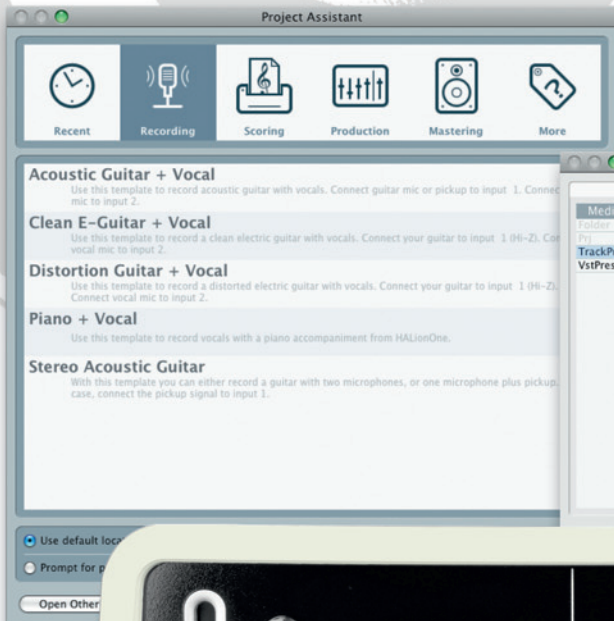 Project Assistant
Recent Recording Scoring Production Mastering More
Acoustic Guitar + Vocal
Use this template to record acoustic guitar with vocals. Connect guitar mic or pickup to input 1. Connec
mic to input 2.
Clean E-Guitar + Vocal
Use this template to record a clean electric guitar with vocals. Connect your guitar to input 1 (Hi-Z). Con
vocal mic to input 2.
Distortion Guitar + Vocal
Use this template to record a distorted electric guitar with vocals. Connect your guitar to input 1 (Hi-Z).
Connect vocal mic to input 2.
Piano + Vocal
Use this template to record vocals with a piano accompaniment from HALionOne.
Stereo Acoustic Guitar
With this template you can either record a guitar with two microphones, or one microphone plus pickup.
case, connect the pickup signal to input 1.
Use default loca
Prompt for p
Open Other
Medi
Folder
Prj
TrackPr
VstPres